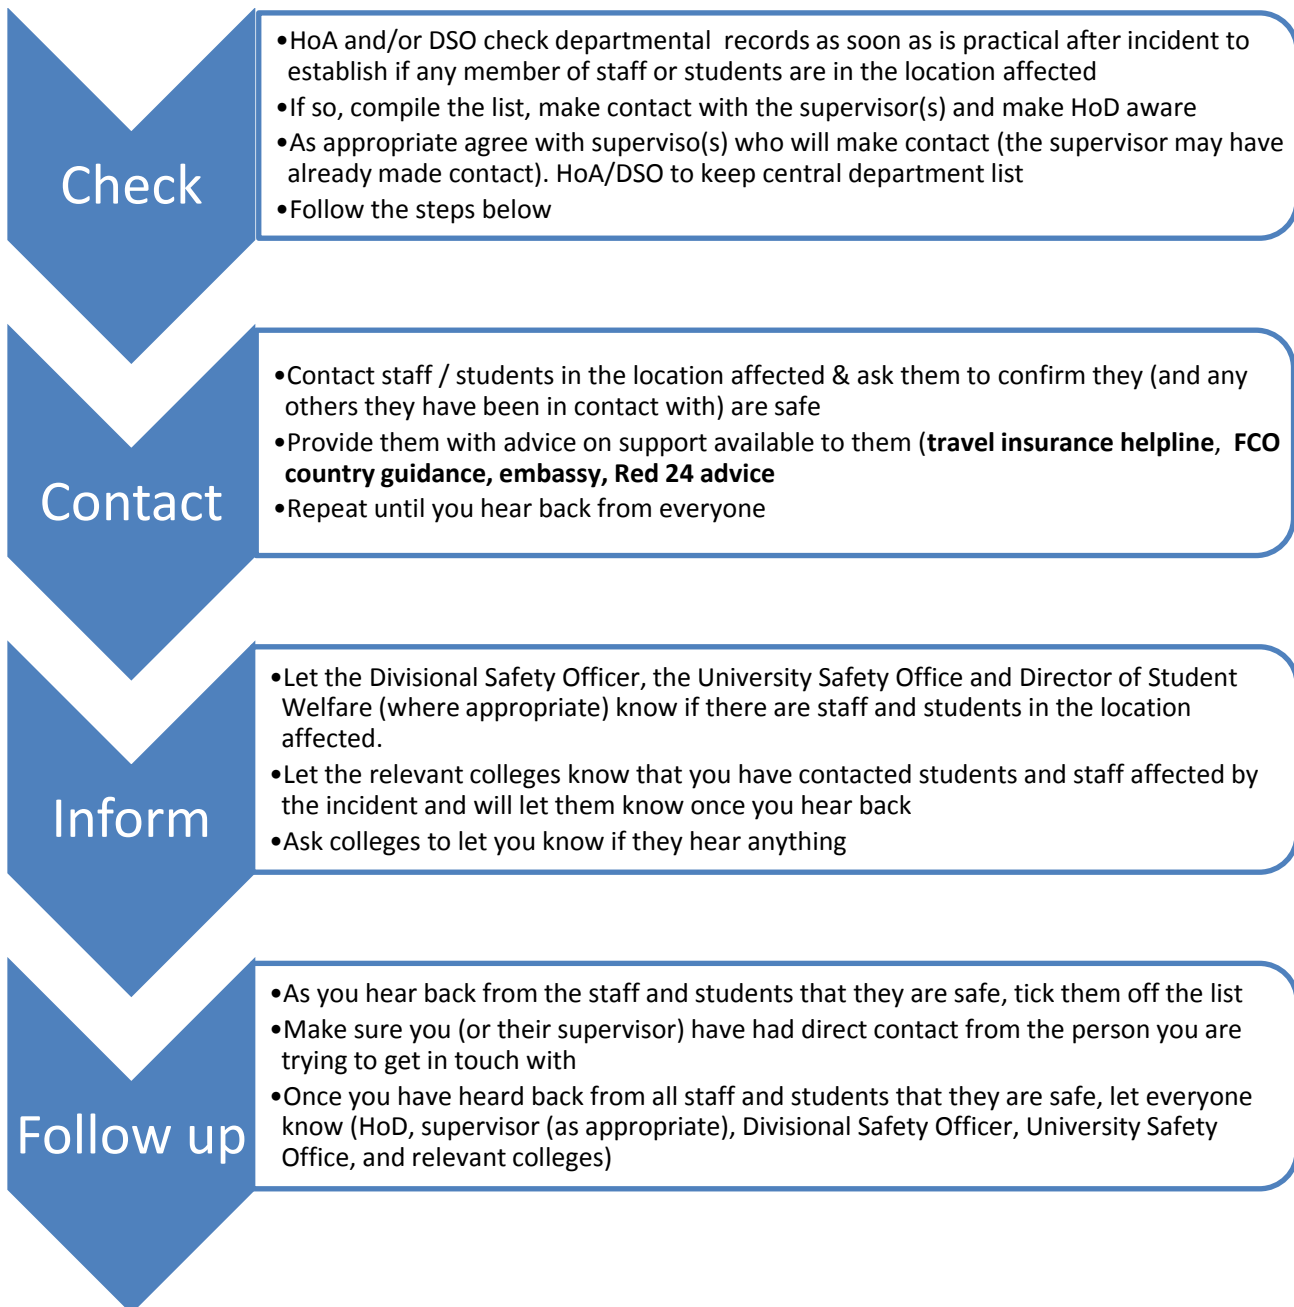 Check
•HoA and/or DSO check departmental  records as soon as is practical after incident to
establish if any member of staff or students are in the location affected
•If so, compile the list, make contact with the supervisor(s) and make HoD aware
•As appropriate agree with superviso(s) who will make contact (the supervisor may have
already made contact). HoA/DSO to keep central department list
•Follow the steps below
Contact
•Contact staff / students in the location affected & ask them to confirm they (and any
others they have been in contact with) are safe
•Provide them with advice on support available to them (travel insurance helpline,  FCO
country guidance, embassy, Red 24 advice
•Repeat until you hear back from everyone
Inform
•Let the Divisional Safety Officer, the University Safety Office and Director of Student
Welfare (where appropriate) know if there are staff and students in the location
affected.
•Let the relevant colleges know that you have contacted students and staff affected by
the incident and will let them know once you hear back
•Ask colleges to let you know if they hear anything
Follow up
•As you hear back from the staff and students that they are safe, tick them off the list
•Make sure you (or their supervisor) have had direct contact from the person you are
trying to get in touch with
•Once you have heard back from all staff and students that they are safe, let everyone
know (HoD, supervisor (as appropriate), Divisional Safety Officer, University Safety
Office, and relevant colleges)